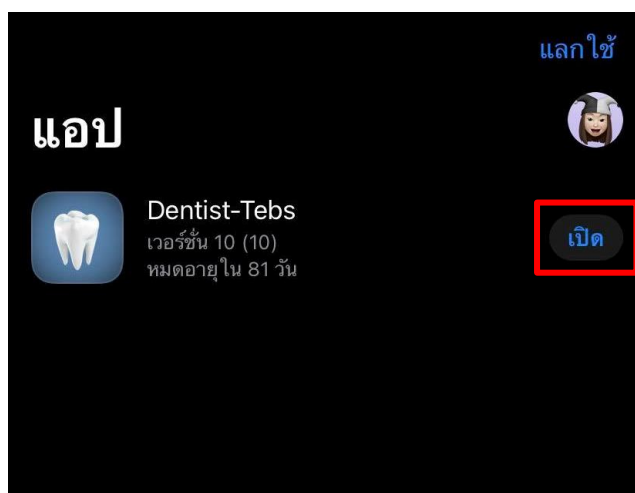 แลกใช้
แอป
Dentist-Tebs
เวอร์ชั่น 10 (10)
หมดอายุใน 81 วัน
เปิด